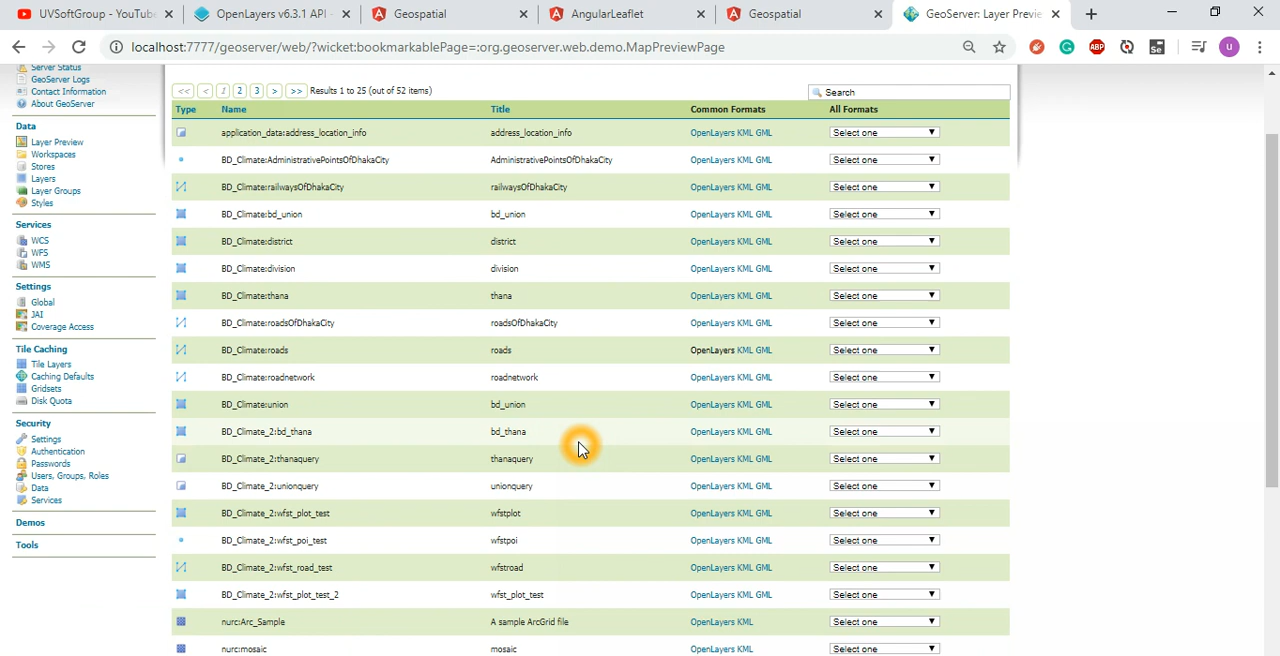 UVSoftGroup - YouTube
OpenLayers v6.3.1 API -
Geospatial
AngularLeaflet
Geospatial
GeoServer: Layer Previe
localhost:7777/geoserver/web/?wicket:bookmarkablePage=:org.geoserver.web.demo.MapPreviewPage
ABP
Se
u
Server Status
GeoServer Logs
Contact Information
About GeoServer
Data
Layer Preview
Workspaces
Stores
Layers
Layer Groups
Styles
Services
WCS
WFS
WMS
Settings
Global
JAI
Coverage Access
Tile Caching
Tile Layers
Caching Defaults
Gridsets
Disk Quota
Security
Settings
Authentication
Passwords
Users, Groups, Roles
Data
Services
Demos
Tools
<< < 1 2 3 > >> Results 1 to 25 (out of 52 items) Search
Type Name Title Common Formats All Formats
application_data:address_location_info address_location_info OpenLayers KML GML Select one
BD_Climate:AdministrativePointsOfDhakaCity AdministrativePointsOfDhakaCity OpenLayers KML GML Select one
BD_Climate:railwaysOfDhakaCity railwaysOfDhakaCity OpenLayers KML GML Select one
BD_Climate:bd_union bd_union OpenLayers KML GML Select one
BD_Climate:district district OpenLayers KML GML Select one
BD_Climate:division division OpenLayers KML GML Select one
BD_Climate:thana thana OpenLayers KML GML Select one
BD_Climate:roadsOfDhakaCity roadsOfDhakaCity OpenLayers KML GML Select one
BD_Climate:roads roads OpenLayers KML GML Select one
BD_Climate:roadnetwork roadnetwork OpenLayers KML GML Select one
BD_Climate:union bd_union OpenLayers KML GML Select one
BD_Climate_2:bd_thana bd_thana OpenLayers KML GML Select one
BD_Climate_2:thanaquery thanaquery OpenLayers KML GML Select one
BD_Climate_2:unionquery unionquery OpenLayers KML GML Select one
BD_Climate_2:wfst_plot_test wfstplot OpenLayers KML GML Select one
BD_Climate_2:wfst_poi_test wfstpoi OpenLayers KML GML Select one
BD_Climate_2:wfst_road_test wfstroad OpenLayers KML GML Select one
BD_Climate_2:wfst_plot_test_2 wfst_plot_test OpenLayers KML GML Select one
nurc:Arc_Sample A sample ArcGrid file OpenLayers KML Select one
nurc:mosaic mosaic OpenLayers KML Select one